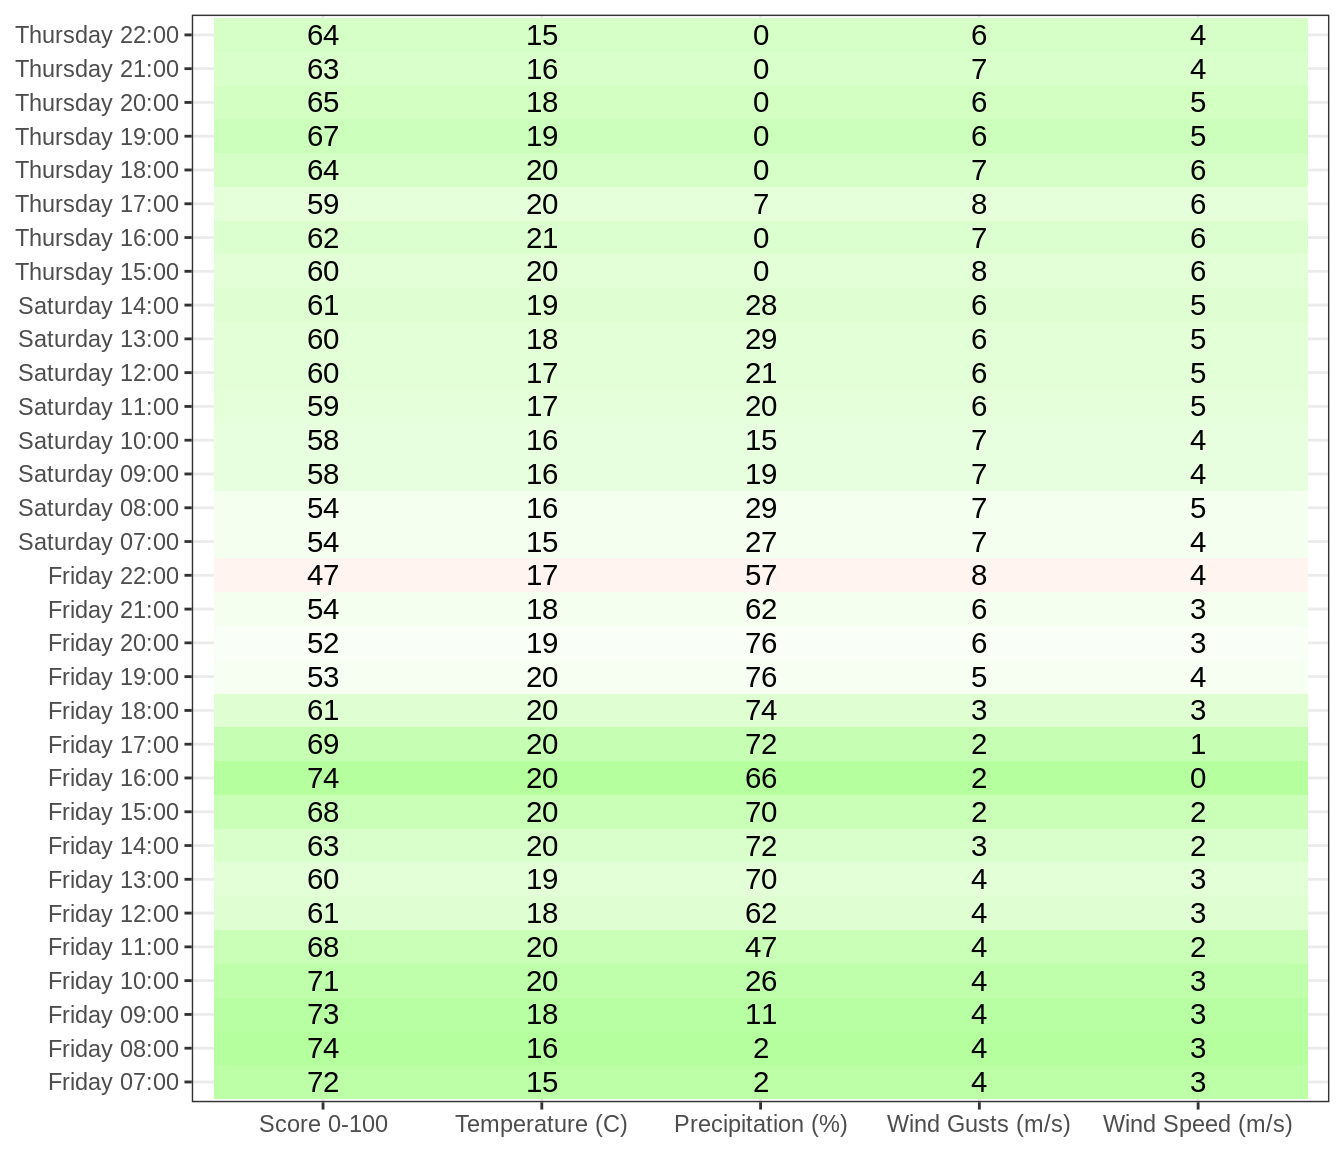 Thursday 22:00 64 15 0 6 4
Thursday 21:00 63 16 0 7 4
Thursday 20:00 65 18 0 6 5
Thursday 19:00 67 19 0 6 5
Thursday 18:00 64 20 0 7 6
Thursday 17:00 59 20 7 8 6
Thursday 16:00 62 21 0 7 6
Thursday 15:00 60 20 0 8 6
Saturday 14:00 61 19 28 6 5
Saturday 13:00 60 18 29 6 5
Saturday 12:00 60 17 21 6 5
Saturday 11:00 59 17 20 6 5
Saturday 10:00 58 16 15 7 4
Saturday 09:00 58 16 19 7 4
Saturday 08:00 54 16 29 7 5
Saturday 07:00 54 15 27 7 4
Friday 22:00 47 17 57 8 4
Friday 21:00 54 18 62 6 3
Friday 20:00 52 19 76 6 3
Friday 19:00 53 20 76 5 4
Friday 18:00 61 20 74 3 3
Friday 17:00 69 20 72 2 1
Friday 16:00 74 20 66 2 0
Friday 15:00 68 20 70 2 2
Friday 14:00 63 20 72 3 2
Friday 13:00 60 19 70 4 3
Friday 12:00 61 18 62 4 3
Friday 11:00 68 20 47 4 2
Friday 10:00 71 20 26 4 3
Friday 09:00 73 18 11 4 3
Friday 08:00 74 16 2 4 3
Friday 07:00 72 15 2 4 3
Score 0-100 Temperature (C) Precipitation (%) Wind Gusts (m/s) Wind Speed (m/s)